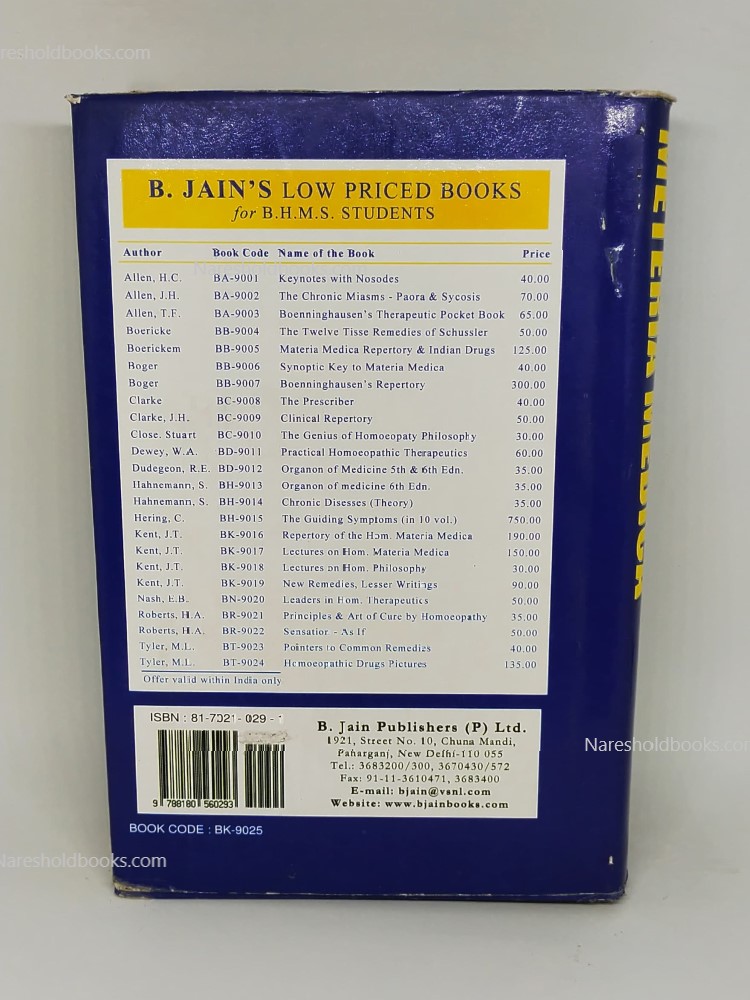 aresholdbooks.com
B. JAIN'S LOW PRICED BOOKS
for B.H.M.S. STUDENTS
Author Book Code Name of the Book Price
Allen, H.C. BA-9001 Keynotes with Nosodes 40.00
Allen, J.H. BA-9002 The Chronic Miasms - Paora & Sycosis 70.00
Allen, T.F. BA-9003 Boenninghausen's Therapeutic Pocket Book 65.00
Boericke BB-9004 The Twelve Tisse Remedies of Schussler 50.00
Boerickem BB-9005 Materia Medica Repertory & Indian Drugs 125.00
Boger BB-9006 Synoptic Key to Materia Medica 40.00
Boger BB-9007 Boenninghausen's Repertory 300.00
Clarke BC-9008 The Prescriber 40.00
Clarke, J.H. BC-9009 Clinical Repertory 50.00
Close. Stuart BC-9010 The Genius of Homoeopaty Philosophy 30.00
Dewey, W.A. BD-9011 Practical Homoeopathic Therapeutics 60.00
Dudegeon, R.E. BD-9012 Organon of Medicine 5th & 6th Edn. 35.00
Hahnemann, S. BH-9013 Organon of medicine 6th Edn. 35.00
Hahnemann, S. BH-9014 Chronic Diseases (Theory) 35.00
Hering, C. BH-9015 The Guiding Symptoms (in 10 vol.) 750.00
Kent, J.T. BK-9016 Repertory of the Hom. Materia Medica 190.00
Kent, J.T. BK-9017 Lectures on Hom. Materia Medica 150.00
Kent, J.T. BK-9018 Lectures on Hom. Philosophy 30.00
Kent, J.T. BK-9019 New Remedies, Lesser Writings 90.00
Nash, E.B. BN-9020 Leaders in Hom. Therapeutics 50.00
Roberts, H.A. BR-9021 Principles & Art of Cure by Homoeopathy 35.00
Roberts, H.A. BR-9022 Sensation - As If 50.00
Tyler, M.L. BT-9023 Pointers to Common Remedies 40.00
Tyler, M.L. BT-9024 Homoeopathic Drugs Pictures 135.00
Offer valid within India only
ISBN : 81-7021-029-
9 788180 560293
B. Jain Publishers (P) Ltd.
1921, Street No. 10, Chuna Mandi,
Paharganj, New Delhi-110 055
Tel.: 3683200/300, 3670430/572
Fax: 91-11-3610471, 3683400
E-mail: bjain@vsnl.com
Website: www.bjainbooks.com
BOOK CODE : BK-9025
METERIA MEDICA
Naresholdbooks.co
Naresholdbooks.com